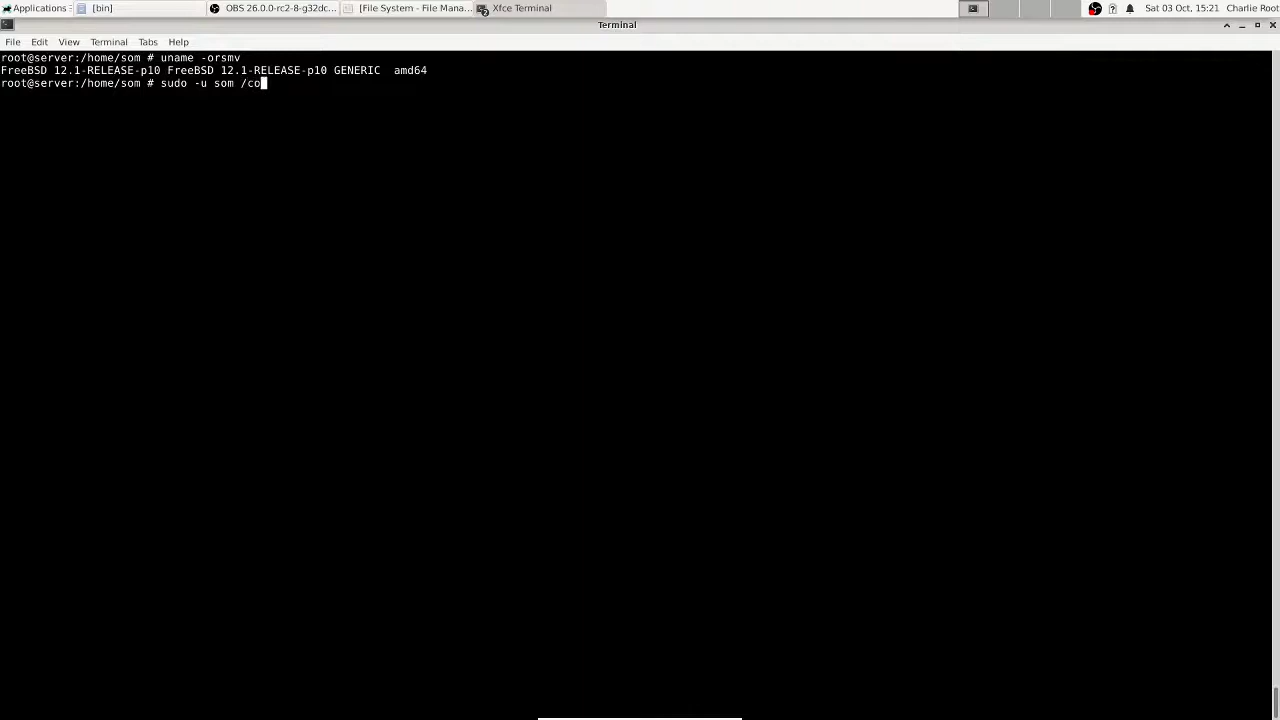 Applications
[bin]
OBS 26.0.0-rc2-8-g32dc...
[File System - File Mana...
Xfce Terminal
Sat 03 Oct, 15:21
Charlie Root
Terminal
File Edit View Terminal Tabs Help
root@server:/home/som # uname -orsmv
FreeBSD 12.1-RELEASE-p10 FreeBSD 12.1-RELEASE-p10 GENERIC  amd64
root@server:/home/som # sudo -u som /co